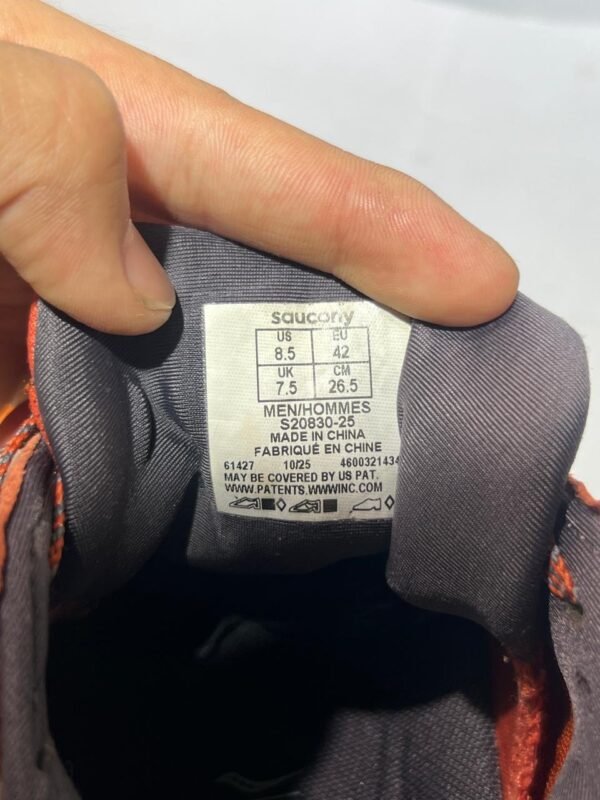 saucony
US EU
8.5 42
UK CM
7.5 26.5
MEN/HOMMES
S20830-25
MADE IN CHINA
FABRIQUÉ EN CHINE
61427 10/25 4600321434
MAY BE COVERED BY US PAT.
WWW.PATENTS.WWWINC.COM